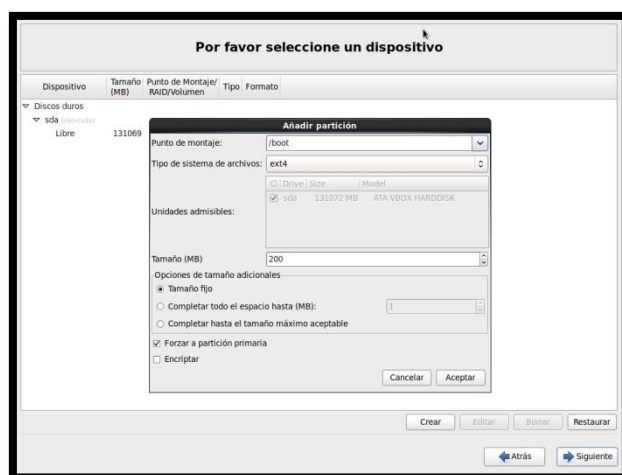 Por favor seleccione un dispositivo
Dispositivo Tamaño (MB) Punto de Montaje/ RAID/Volumen Tipo Formato
Discos duros
sda
Libre 131069
Añadir partición
Punto de montaje: /boot
Tipo de sistema de archivos: ext4
Drive Size Model
Unidades admisibles: sda 131072 MB ATA VBOX HARDDISK
Tamaño (MB) 200
Opciones de tamaño adicionales
Tamaño fijo
Completar todo el espacio hasta (MB): 1
Completar hasta el tamaño máximo aceptable
Forzar a partición primaria
Encriptar
Cancelar Aceptar
Crear Editar Borrar Restaurar
Atrás Siguiente